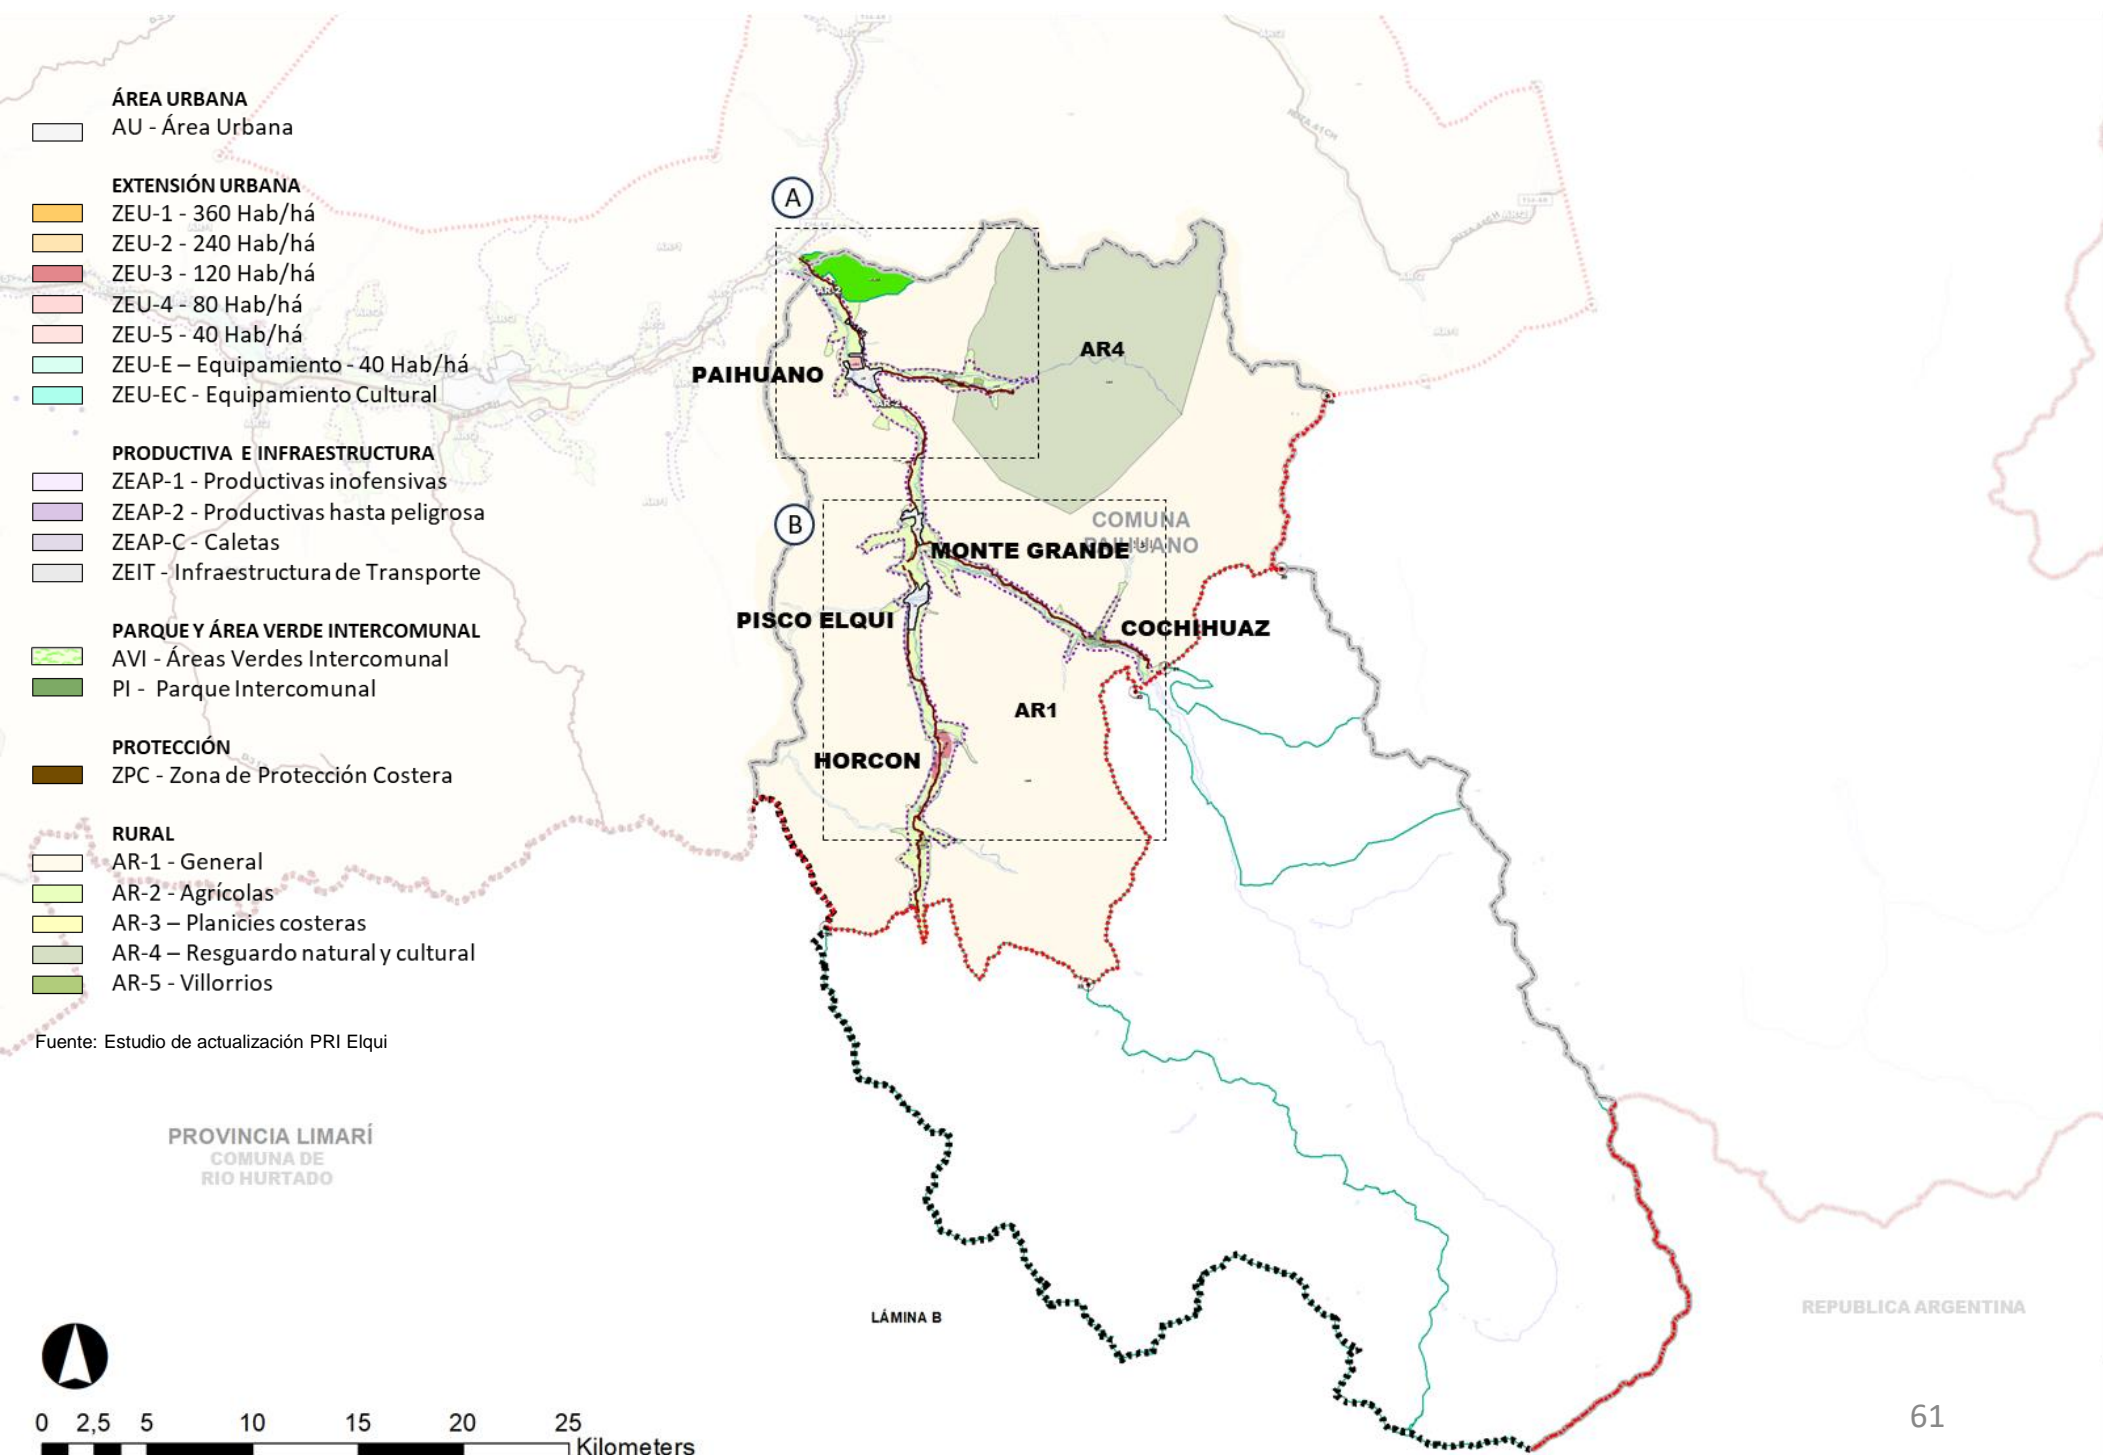 ÁREA URBANA
AU - Área Urbana
EXTENSIÓN URBANA
ZEU-1 - 360 Hab/há
ZEU-2 - 240 Hab/há
ZEU-3 - 120 Hab/há
ZEU-4 - 80 Hab/há
ZEU-5 - 40 Hab/há
ZEU-E – Equipamiento - 40 Hab/há
ZEU-EC - Equipamiento Cultural
PRODUCTIVA E INFRAESTRUCTURA
ZEAP-1 - Productivas inofensivas
ZEAP-2 - Productivas hasta peligrosa
ZEAP-C - Caletas
ZEIT - Infraestructura de Transporte
PARQUE Y ÁREA VERDE INTERCOMUNAL
AVI - Áreas Verdes Intercomunal
PI - Parque Intercomunal
PROTECCIÓN
ZPC - Zona de Protección Costera
RURAL
AR-1 - General
AR-2 - Agrícolas
AR-3 – Planicies costeras
AR-4 – Resguardo natural y cultural
AR-5 - Villorrios
Fuente: Estudio de actualización PRI Elqui
PROVINCIA LIMARÍ
COMUNA DE
RIO HURTADO
A
AR-2
AR4
PAIHUANO
AR-2
B
COMUNA
PAIHUANO
MONTE GRANDE
PISCO ELQUI
COCHIHUAZ
AR1
HORCON
LÁMINA B
REPUBLICA ARGENTINA
0 2,5 5 10 15 20 25
Kilometers
61